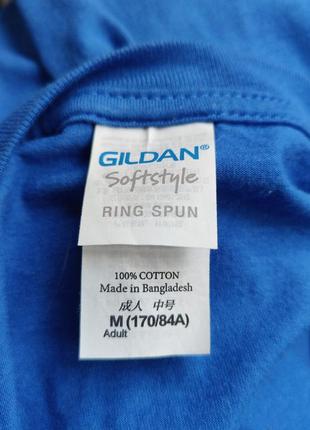 GILDAN®
Softstyle
RING SPUN
100% COTTON
Made in Bangladesh
成人 中号
M (170/84A)
Adult